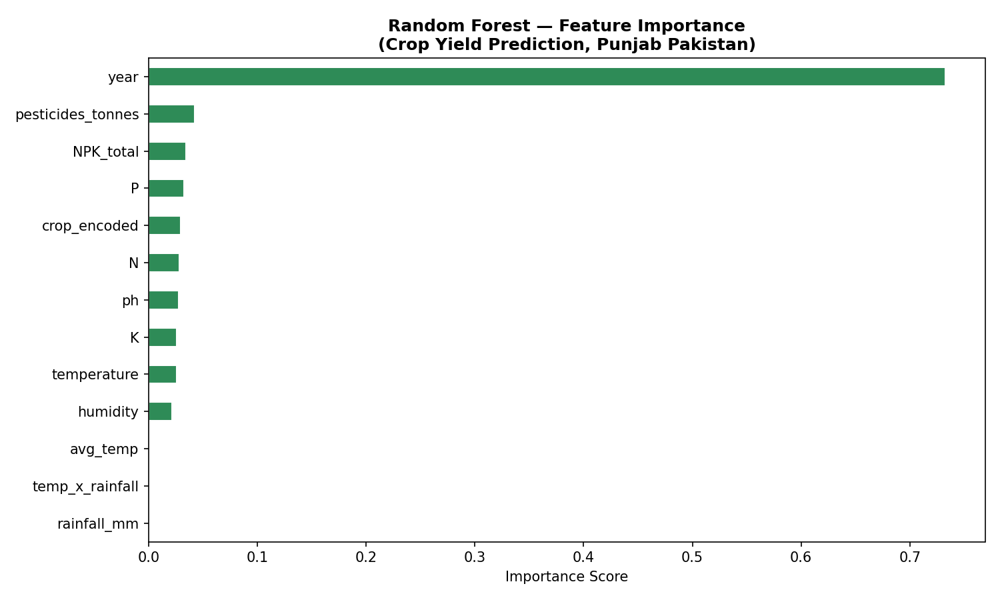 Random Forest — Feature Importance
(Crop Yield Prediction, Punjab Pakistan)
year
pesticides_tonnes
NPK_total
P
crop_encoded
N
ph
K
temperature
humidity
avg_temp
temp_x_rainfall
rainfall_mm
0.0 0.1 0.2 0.3 0.4 0.5 0.6 0.7
Importance Score